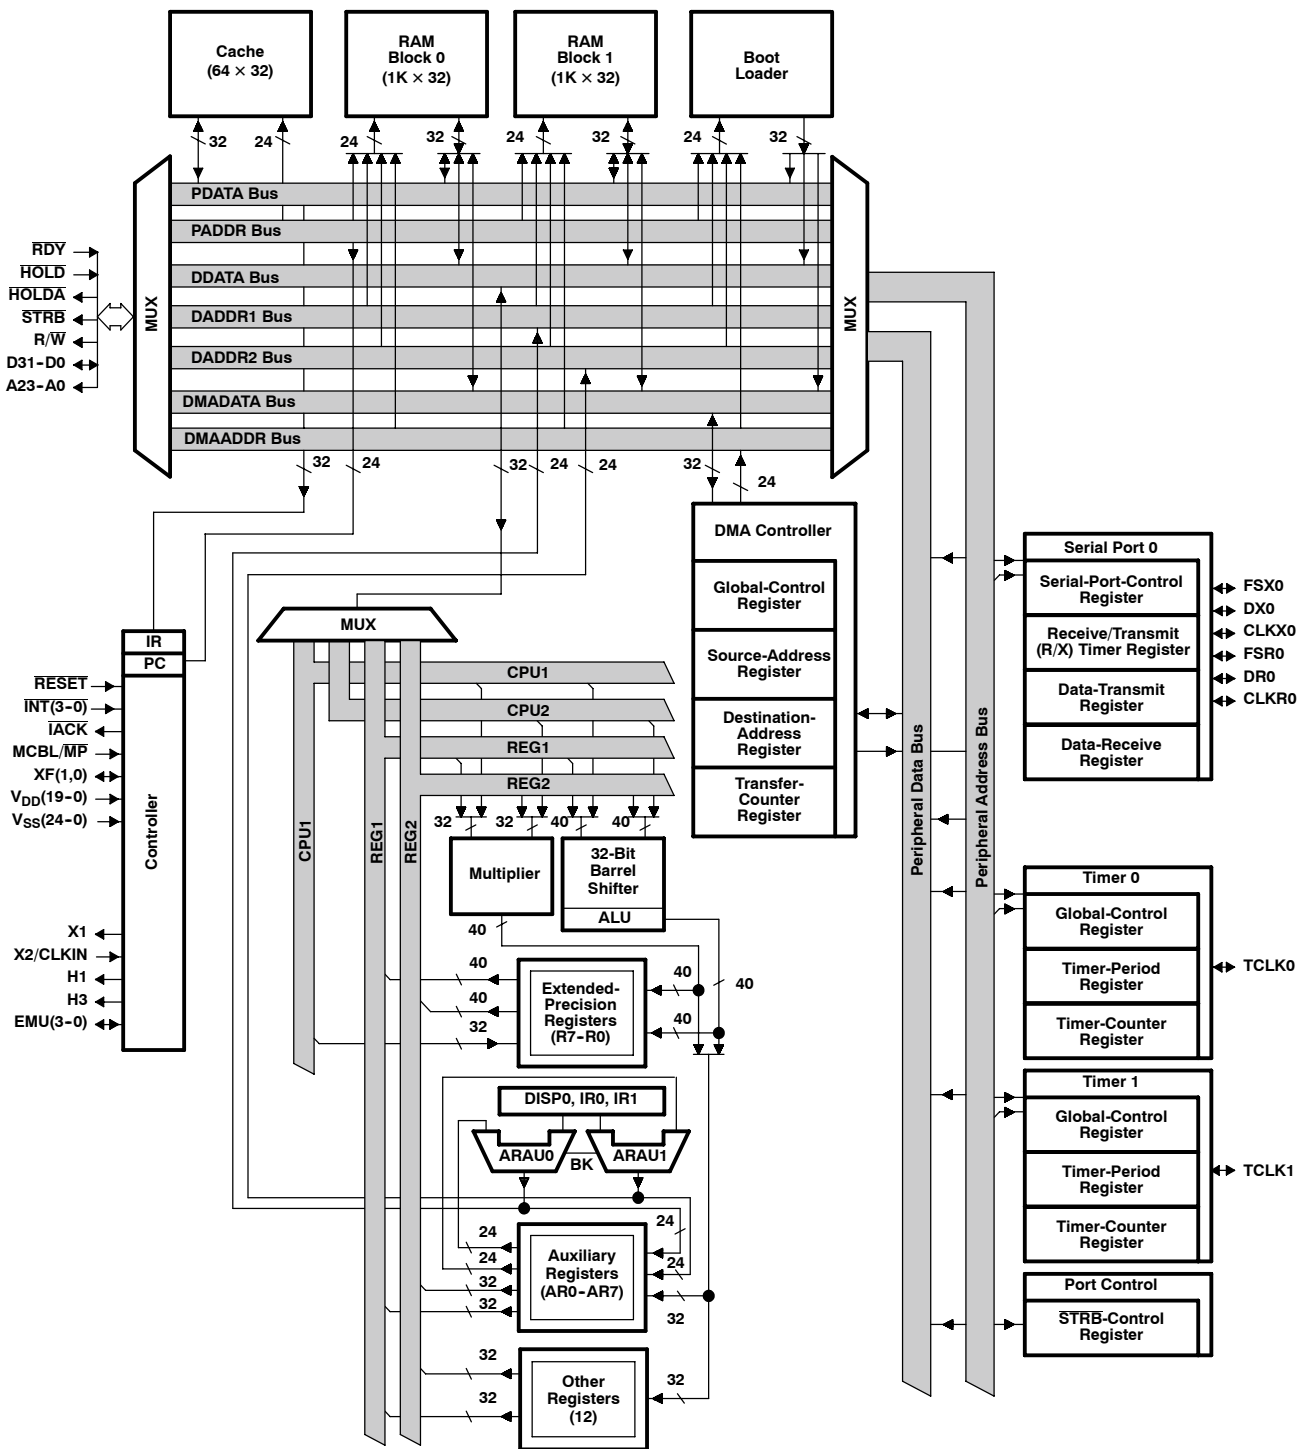 Cache
(64 × 32)
RAM
Block 0
(1K × 32)
RAM
Block 1
(1K × 32)
Boot
Loader
32
24
24
32
24
32
24
32
PDATA Bus
PADDR Bus
DDATA Bus
DADDR1 Bus
DADDR2 Bus
DMADATA Bus
DMAADDR Bus
MUX
MUX
RDY
HOLD
HOLDA
STRB
R/W
D31-D0
A23-A0
32
24
32
24
24
32
24
DMA Controller
Global-Control
Register
Source-Address
Register
Destination-
Address
Register
Transfer-
Counter
Register
Peripheral Data Bus
Peripheral Address Bus
Serial Port 0
Serial-Port-Control
Register
Receive/Transmit
(R/X) Timer Register
Data-Transmit
Register
Data-Receive
Register
FSX0
DX0
CLKX0
FSR0
DR0
CLKR0
IR
PC
Controller
RESET
INT(3-0)
IACK
MCBL/MP
XF(1,0)
VDD(19-0)
VSS(24-0)
X1
X2/CLKIN
H1
H3
EMU(3-0)
MUX
CPU1
CPU2
REG1
REG2
CPU1
REG1
REG2
32
32
40
40
Multiplier
32-Bit
Barrel
Shifter
ALU
40
40
40
32
Extended-
Precision
Registers
(R7-R0)
40
40
40
DISP0, IR0, IR1
ARAU0
BK
ARAU1
24
24
32
32
Auxiliary
Registers
(AR0-AR7)
24
24
32
32
32
Other
Registers
(12)
32
Timer 0
Global-Control
Register
Timer-Period
Register
Timer-Counter
Register
TCLK0
Timer 1
Global-Control
Register
Timer-Period
Register
Timer-Counter
Register
TCLK1
Port Control
STRB-Control
Register